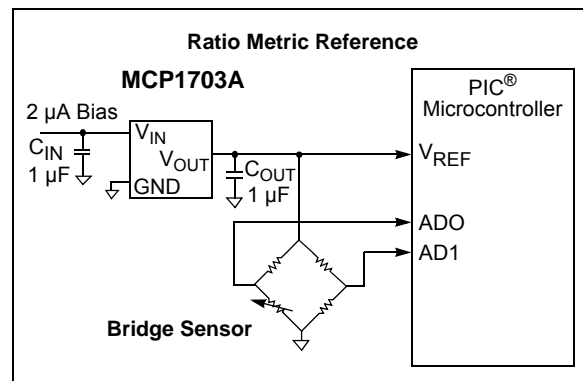 Ratio Metric Reference
MCP1703A
PIC®
Microcontroller
2 µA Bias
VIN
CIN
1 µF
VOUT
GND
COUT
1 µF
VREF
ADO
AD1
Bridge Sensor